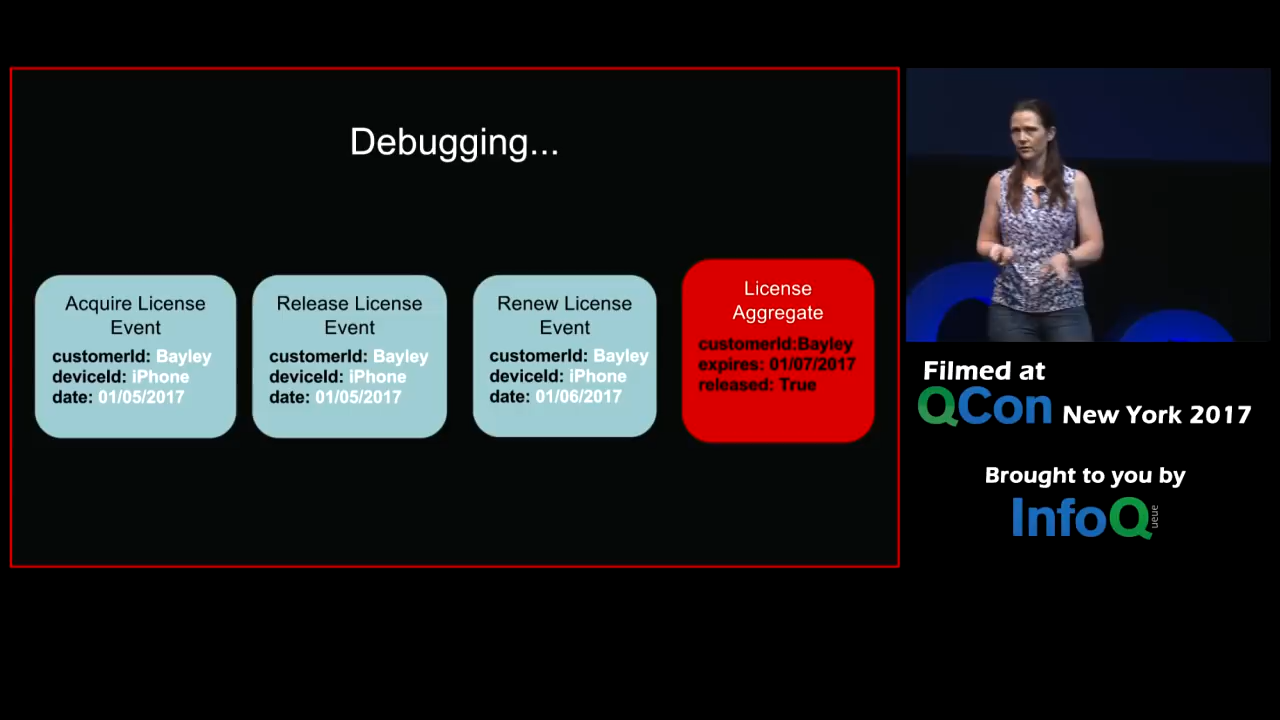 Debugging...
Acquire License
Event
customerId: Bayley
deviceId: iPhone
date: 01/05/2017
Release License
Event
customerId: Bayley
deviceId: iPhone
date: 01/05/2017
Renew License
Event
customerId: Bayley
deviceId: iPhone
date: 01/06/2017
License
Aggregate
customerId:Bayley
expires: 01/07/2017
released: True
Filmed at
QCon New York 2017
Brought to you by
InfoQueue